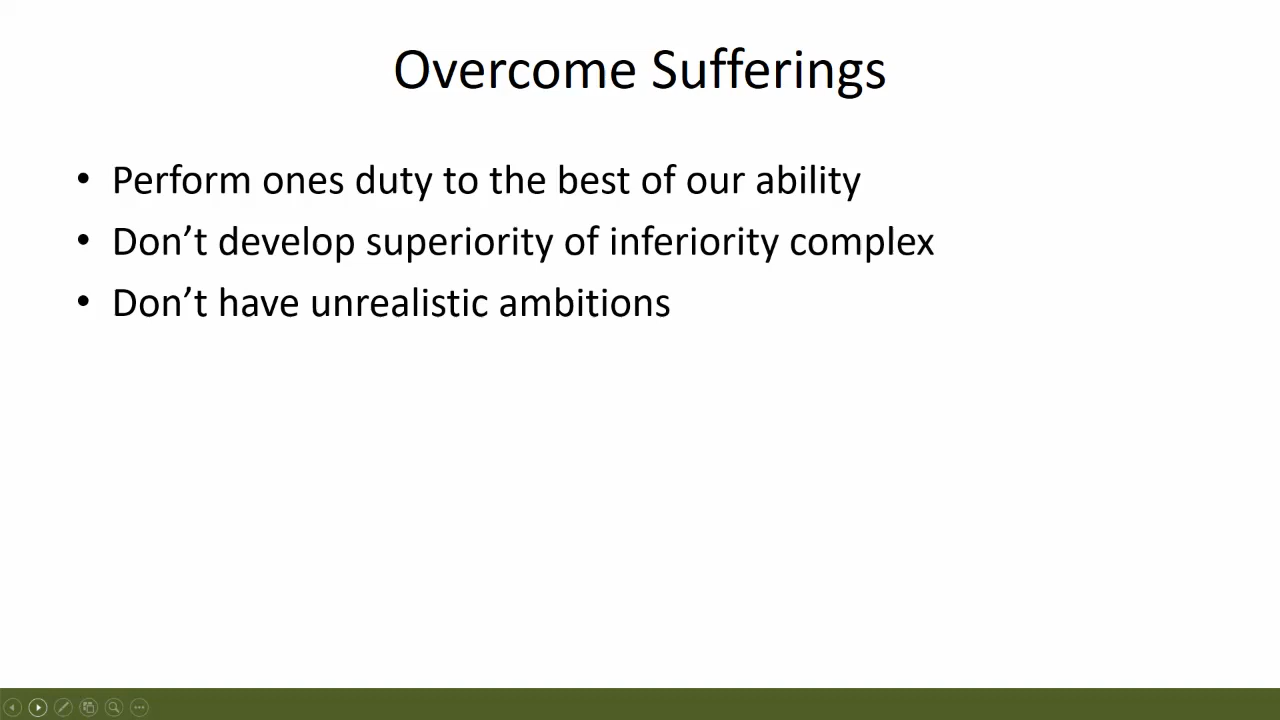 Overcome Sufferings
• Perform ones duty to the best of our ability
• Don’t develop superiority of inferiority complex
• Don’t have unrealistic ambitions